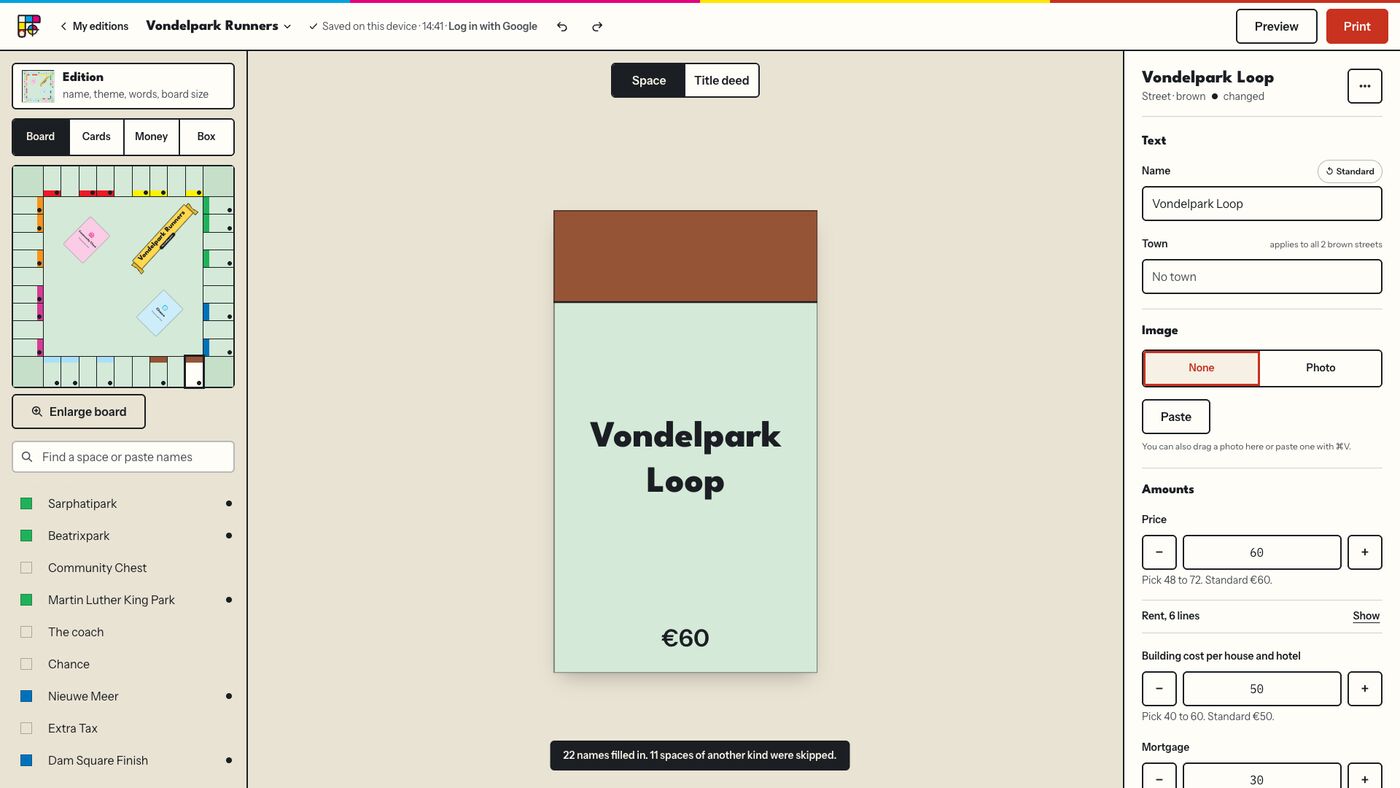 My editions
Vondelpark Runners
Saved on this device · 14:41 · Log in with Google
Preview
Print
Edition
name, theme, words, board size
Board
Cards
Money
Box
Vondelpark Runners
Enlarge board
Find a space or paste names
Sarphatipark
Beatrixpark
Community Chest
Martin Luther King Park
The coach
Chance
Nieuwe Meer
Extra Tax
Dam Square Finish
Space
Title deed
Vondelpark
Loop
€60
22 names filled in. 11 spaces of another kind were skipped.
Vondelpark Loop
Street · brown ● changed
Text
Name
Standard
Vondelpark Loop
Town
applies to all 2 brown streets
No town
Image
None
Photo
Paste
You can also drag a photo here or paste one with ⌘V.
Amounts
Price
− 60 +
Pick 48 to 72. Standard €60.
Rent, 6 lines
Show
Building cost per house and hotel
− 50 +
Pick 40 to 60. Standard €50.
Mortgage
− 30 +